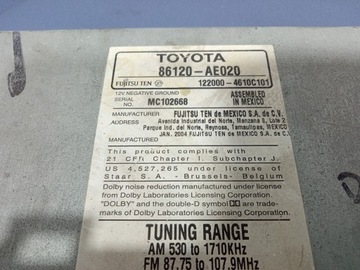 TOYOTA
86120-AE020
FUJITSU TEN 122000-4610C101
12V NEGATIVE GROUND ASSEMBLED
SERIAL NO. MC102668 IN MEXICO
MANUFACTURER FUJITSU TEN de MEXICO S.A. de C.V.
ADDRESS Avenida Industrial del Norte, Manzana 1, Lote 2
Parque Ind. del Norte, Reynosa, Tamaulipas, MEXICO
MANUFACTURED JAN. 2004 FUJITSU TEN de MEXICO S.A. de C.V.
This product complies with
21 CFR Chapter I. Subchapter J.
US 4,527,265 under license of
Staar S.A. - Brussels - Belgium
Dolby noise reduction manufactured under license
from Dolby Laboratories Licensing Corporation.
"DOLBY" and the double-D symbol are trade-
marks of Dolby Laboratories Licensing Corporation.
TUNING RANGE
AM 530 to 1710KHz
FM 87.75 to 107.9MHz